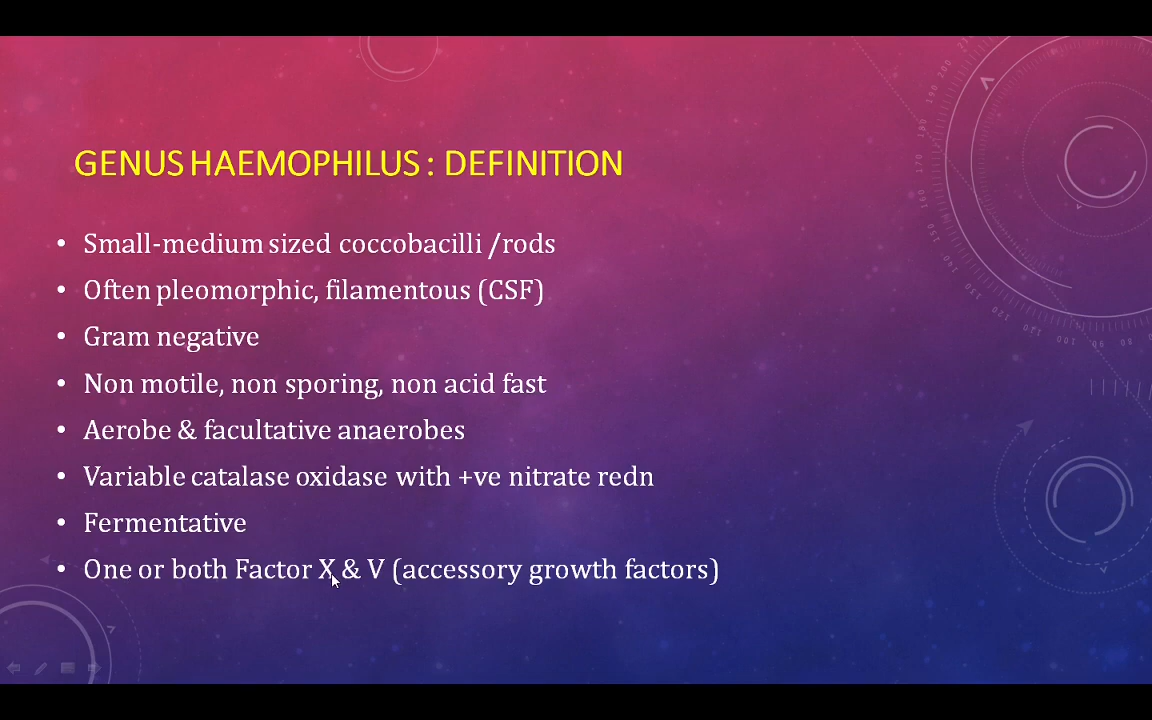 GENUS HAEMOPHILUS : DEFINITION
• Small-medium sized coccobacilli /rods
• Often pleomorphic, filamentous (CSF)
• Gram negative
• Non motile, non sporing, non acid fast
• Aerobe & facultative anaerobes
• Variable catalase oxidase with +ve nitrate redn
• Fermentative
• One or both Factor X & V (accessory growth factors)